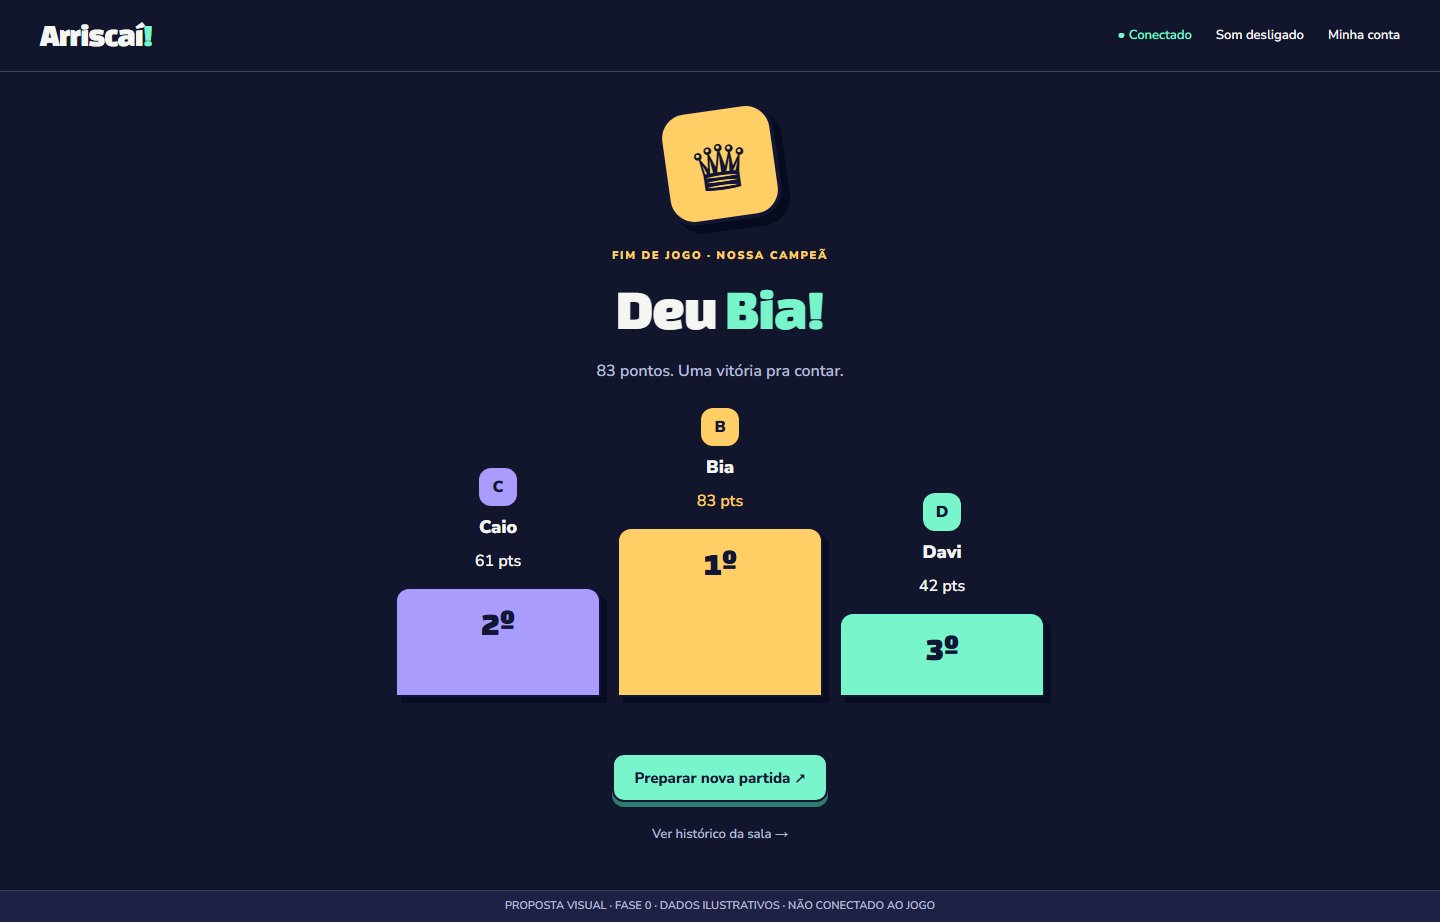 Arriscaí!
• Conectado Som desligado Minha conta
FIM DE JOGO · NOSSA CAMPEÃ
Deu Bia!
83 pontos. Uma vitória pra contar.
B
Bia
83 pts
1º
C
Caio
61 pts
2º
D
Davi
42 pts
3º
Preparar nova partida ↗
Ver histórico da sala →
PROPOSTA VISUAL · FASE 0 · DADOS ILUSTRATIVOS · NÃO CONECTADO AO JOGO